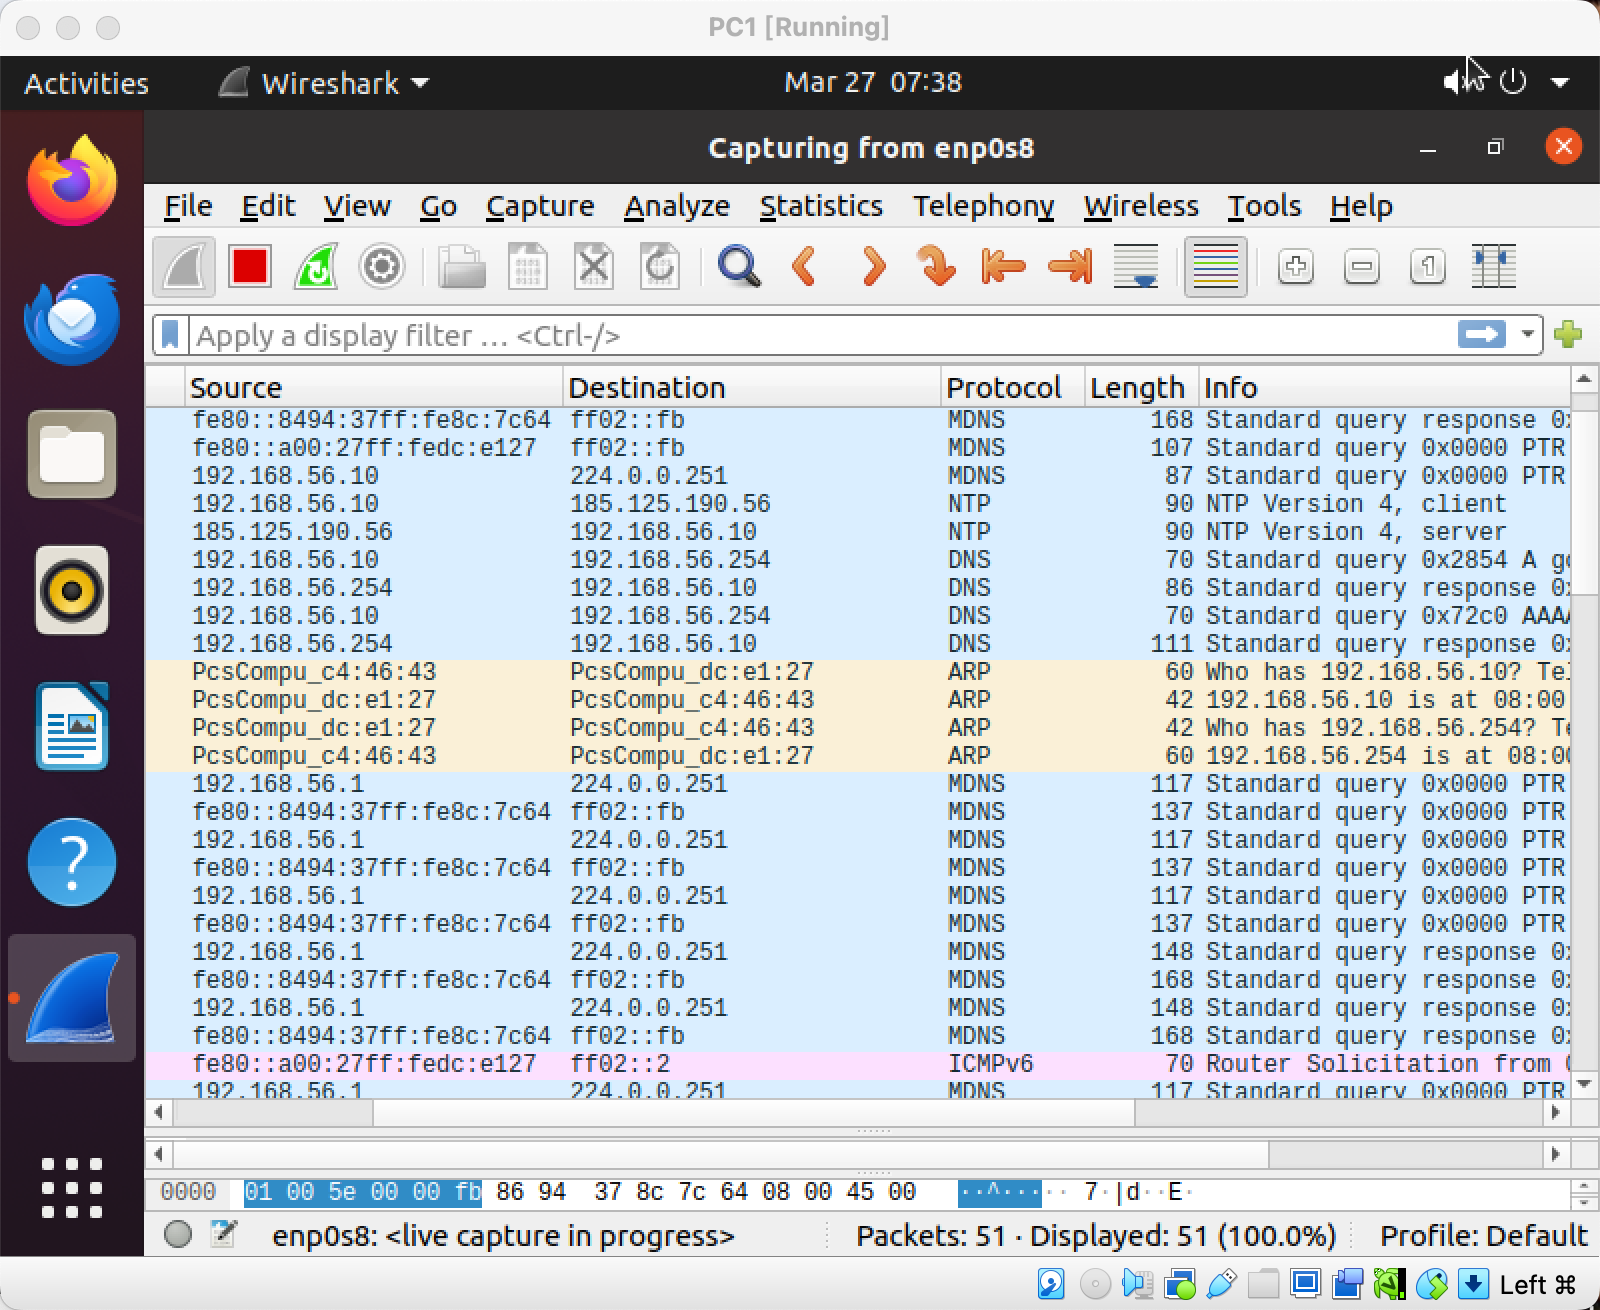 PC1 [Running]
Activities Wireshark Mar 27 07:38
Capturing from enp0s8
File Edit View Go Capture Analyze Statistics Telephony Wireless Tools Help
Apply a display filter … <Ctrl-/>
Source Destination Protocol Length Info
fe80::8494:37ff:fe8c:7c64 ff02::fb MDNS 168 Standard query response 0x
fe80::a00:27ff:fedc:e127 ff02::fb MDNS 107 Standard query 0x0000 PTR
192.168.56.10 224.0.0.251 MDNS 87 Standard query 0x0000 PTR
192.168.56.10 185.125.190.56 NTP 90 NTP Version 4, client
185.125.190.56 192.168.56.10 NTP 90 NTP Version 4, server
192.168.56.10 192.168.56.254 DNS 70 Standard query 0x2854 A go
192.168.56.254 192.168.56.10 DNS 86 Standard query response 0x
192.168.56.10 192.168.56.254 DNS 70 Standard query 0x72c0 AAAA
192.168.56.254 192.168.56.10 DNS 111 Standard query response 0x
PcsCompu_c4:46:43 PcsCompu_dc:e1:27 ARP 60 Who has 192.168.56.10? Tel
PcsCompu_dc:e1:27 PcsCompu_c4:46:43 ARP 42 192.168.56.10 is at 08:00
PcsCompu_dc:e1:27 PcsCompu_c4:46:43 ARP 42 Who has 192.168.56.254? Te
PcsCompu_c4:46:43 PcsCompu_dc:e1:27 ARP 60 192.168.56.254 is at 08:00
192.168.56.1 224.0.0.251 MDNS 117 Standard query 0x0000 PTR
fe80::8494:37ff:fe8c:7c64 ff02::fb MDNS 137 Standard query 0x0000 PTR
192.168.56.1 224.0.0.251 MDNS 117 Standard query 0x0000 PTR
fe80::8494:37ff:fe8c:7c64 ff02::fb MDNS 137 Standard query 0x0000 PTR
192.168.56.1 224.0.0.251 MDNS 117 Standard query 0x0000 PTR
fe80::8494:37ff:fe8c:7c64 ff02::fb MDNS 137 Standard query 0x0000 PTR
192.168.56.1 224.0.0.251 MDNS 148 Standard query response 0x
fe80::8494:37ff:fe8c:7c64 ff02::fb MDNS 168 Standard query response 0x
192.168.56.1 224.0.0.251 MDNS 148 Standard query response 0x
fe80::8494:37ff:fe8c:7c64 ff02::fb MDNS 168 Standard query response 0x
fe80::a00:27ff:fedc:e127 ff02::2 ICMPv6 70 Router Solicitation from
192.168.56.1 224.0.0.251 MDNS 117 Standard query 0x0000 PTR
0000 01 00 5e 00 00 fb 86 94 37 8c 7c 64 08 00 45 00 ··^····· 7·|d··E·
enp0s8: <live capture in progress> Packets: 51 · Displayed: 51 (100.0%) Profile: Default
Left ⌘